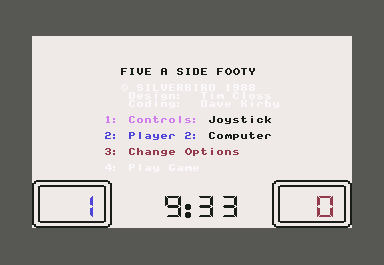 FIVE A SIDE FOOTY
© SILVERBIRD 1988
Design: Tim Closs
Coding: Dave Kirby
1: Controls: Joystick
2: Player 2: Computer
3: Change Options
4: Play Game
1 9:33 0